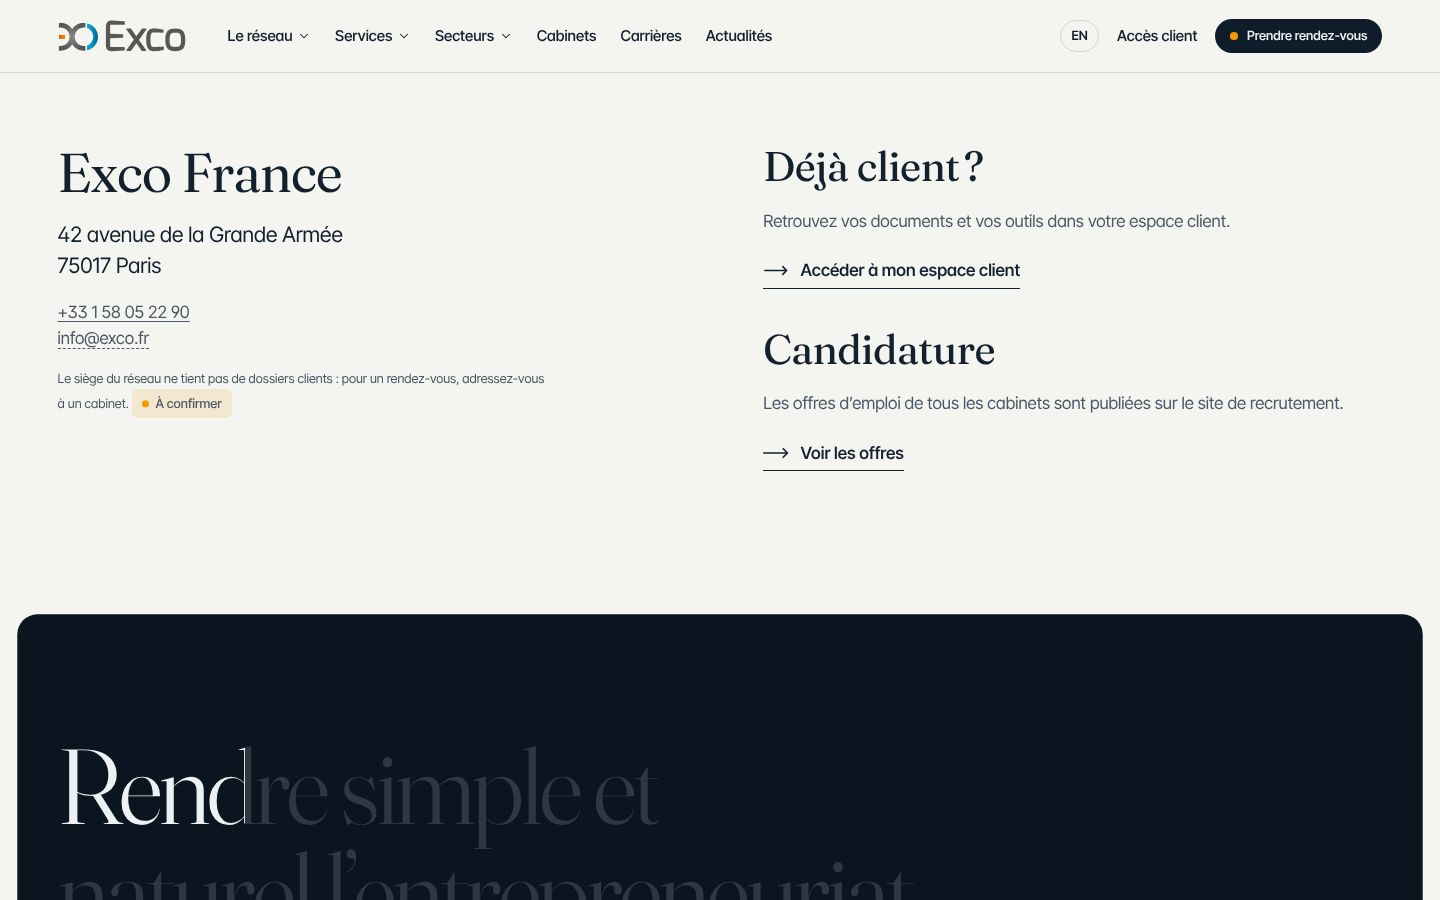 Exco
Le réseau
Services
Secteurs
Cabinets
Carrières
Actualités
EN
Accès client
Prendre rendez-vous
Exco France
42 avenue de la Grande Armée
75017 Paris
+33 1 58 05 22 90
info@exco.fr
Le siège du réseau ne tient pas de dossiers clients : pour un rendez-vous, adressez-vous
à un cabinet.
À confirmer
Déjà client ?
Retrouvez vos documents et vos outils dans votre espace client.
Accéder à mon espace client
Candidature
Les offres d’emploi de tous les cabinets sont publiées sur le site de recrutement.
Voir les offres
Rendre simple et
naturel l’entrepreneuriat